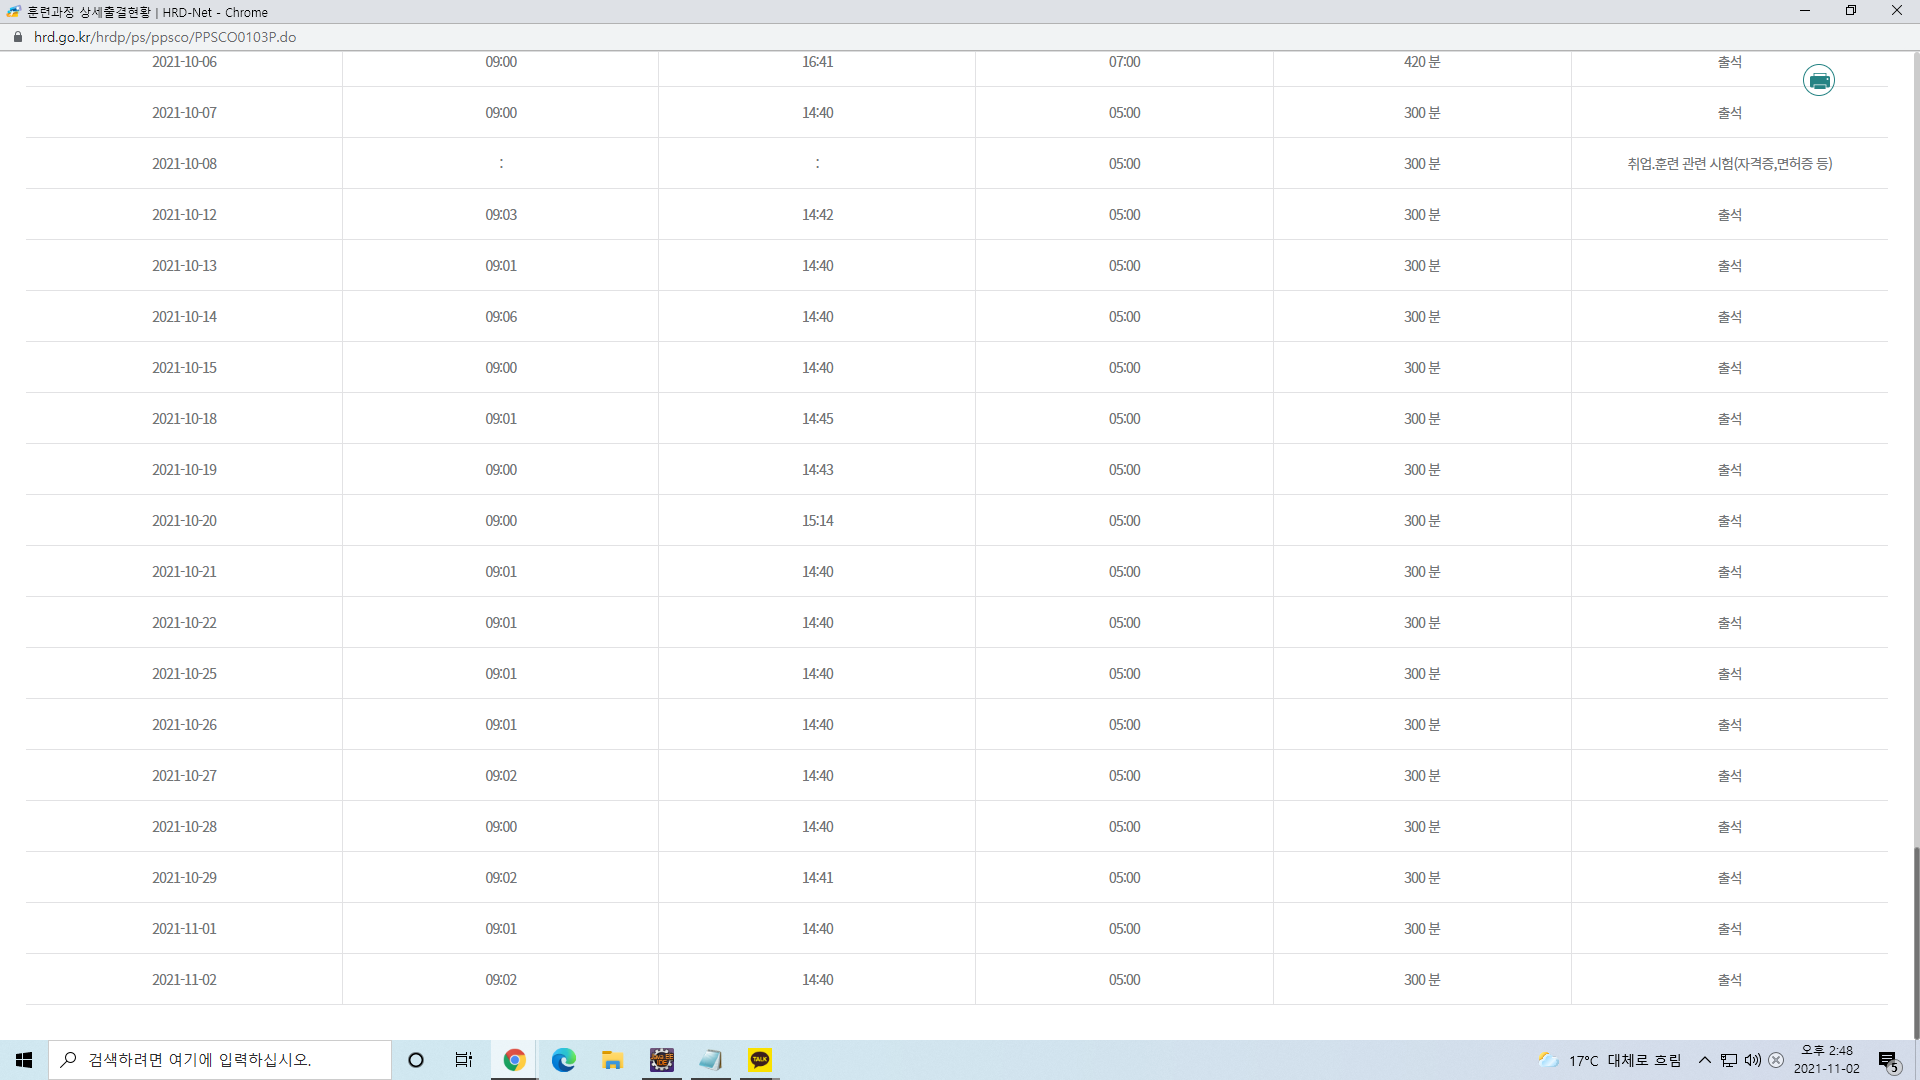 훈련과정 상세출결현황 | HRD-Net - Chrome
hrd.go.kr/hrdp/ps/ppsco/PPSCO0103P.do
2021-10-06 09:00 16:41 07:00 420 분 출석
2021-10-07 09:00 14:40 05:00 300 분 출석
2021-10-08 : : 05:00 300 분 취업.훈련 관련 시험(자격증,면허증 등)
2021-10-12 09:03 14:42 05:00 300 분 출석
2021-10-13 09:01 14:40 05:00 300 분 출석
2021-10-14 09:06 14:40 05:00 300 분 출석
2021-10-15 09:00 14:40 05:00 300 분 출석
2021-10-18 09:01 14:45 05:00 300 분 출석
2021-10-19 09:00 14:43 05:00 300 분 출석
2021-10-20 09:00 15:14 05:00 300 분 출석
2021-10-21 09:01 14:40 05:00 300 분 출석
2021-10-22 09:01 14:40 05:00 300 분 출석
2021-10-25 09:01 14:40 05:00 300 분 출석
2021-10-26 09:01 14:40 05:00 300 분 출석
2021-10-27 09:02 14:40 05:00 300 분 출석
2021-10-28 09:00 14:40 05:00 300 분 출석
2021-10-29 09:02 14:41 05:00 300 분 출석
2021-11-01 09:01 14:40 05:00 300 분 출석
2021-11-02 09:02 14:40 05:00 300 분 출석
검색하려면 여기에 입력하십시오.
TALK
17°C 대체로 흐림
오후 2:48
2021-11-02
5